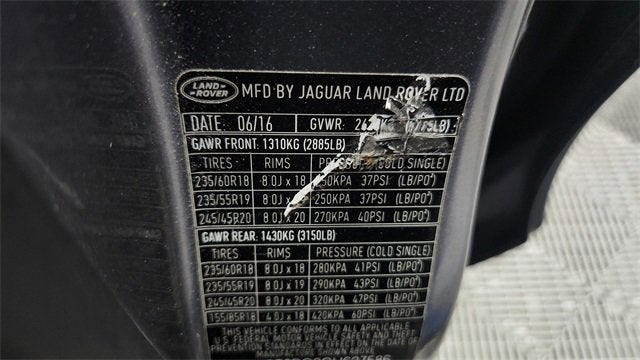 LAND ROVER
MFD BY JAGUAR LAND ROVER LTD
DATE: 06/16 GVWR:
GAWR FRONT: 1310KG (2885LB)
TIRES RIMS PRESSURE (COLD SINGLE)
235/60R18 8.0J x 18 250KPA 37PSI (LB/PO²)
235/55R19 8.0J x 250KPA 37PSI (LB/PO²)
245/45R20 8.0J x 20 270KPA 40PSI (LB/PO²)
GAWR REAR: 1430KG (3150LB)
TIRES RIMS PRESSURE (COLD SINGLE)
235/60R18 8.0J x 18 280KPA 41PSI (LB/PO²)
235/55R19 8.0J x 19 290KPA 43PSI (LB/PO²)
245/45R20 8.0J x 20 320KPA 47PSI (LB/PO²)
155/85R18 4.0J x 18 420KPA 60PSI (LB/PO²)
THIS VEHICLE CONFORMS TO ALL APPLICABLE
U.S. FEDERAL MOTOR VEHICLE SAFETY AND